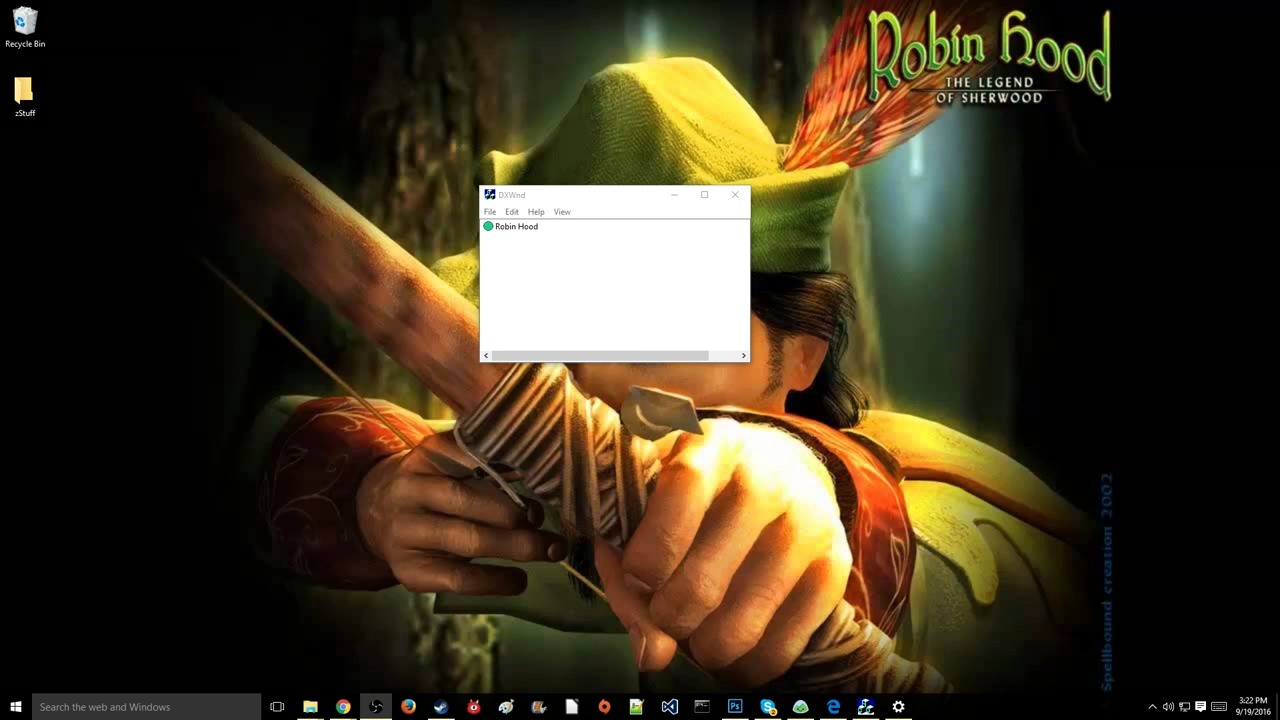 Recycle Bin
zStuff
Robin Hood
THE LEGEND
OF SHERWOOD
DXWnd
File Edit Help View
Robin Hood
Spellbound creation 2002
Search the web and Windows
Ps
3:22 PM
9/19/2016